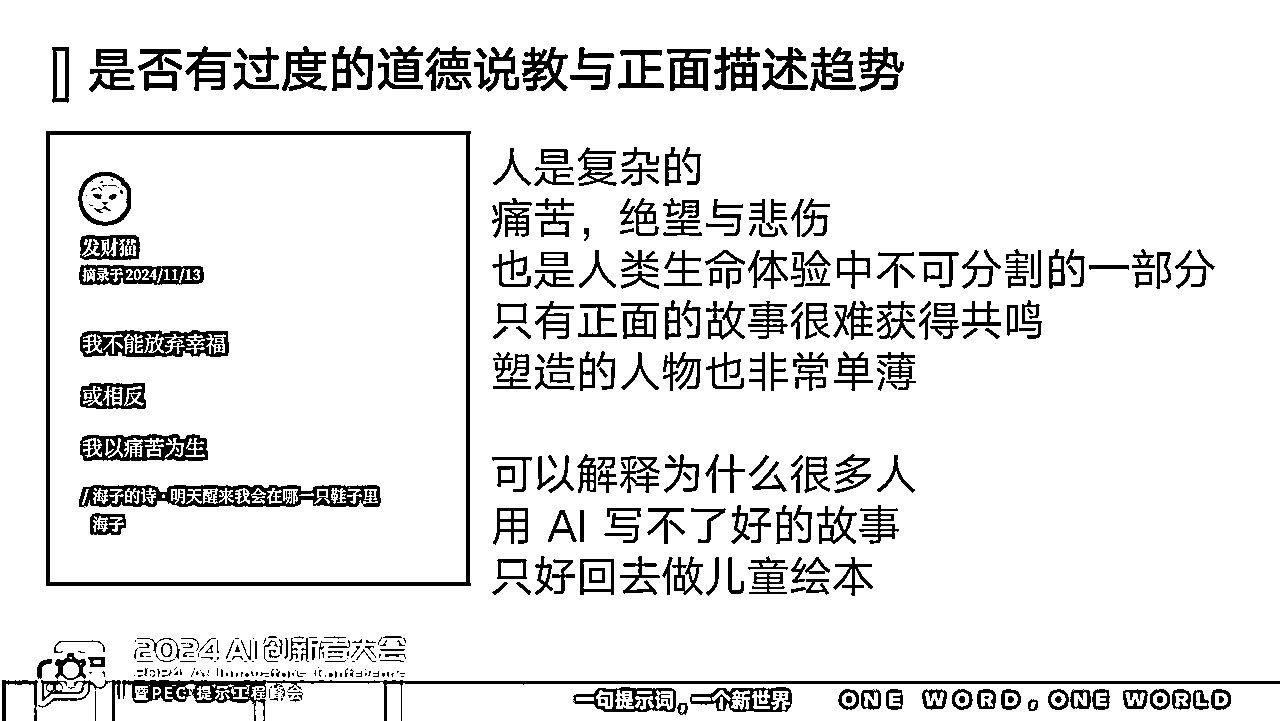 是否有过度的道德说教与正面描述趋势
发财猫
摘录于 2024/11/13
我不能放弃幸福
或相反
我以痛苦为生
/ 海子的诗·明天醒来我会在哪一只鞋子里
海子
人是复杂的
痛苦，绝望与悲伤
也是人类生命体验中不可分割的一部分
只有正面的故事很难获得共鸣
塑造的人物也非常单薄
可以解释为什么很多人
用 AI 写不了好的故事
只好回去做儿童绘本
2024 AI 创新者大会
2024 AI Innovators Conference
暨PEC·提示工程峰会
一句提示词，一个新世界
ONE WORD，ONE WORLD